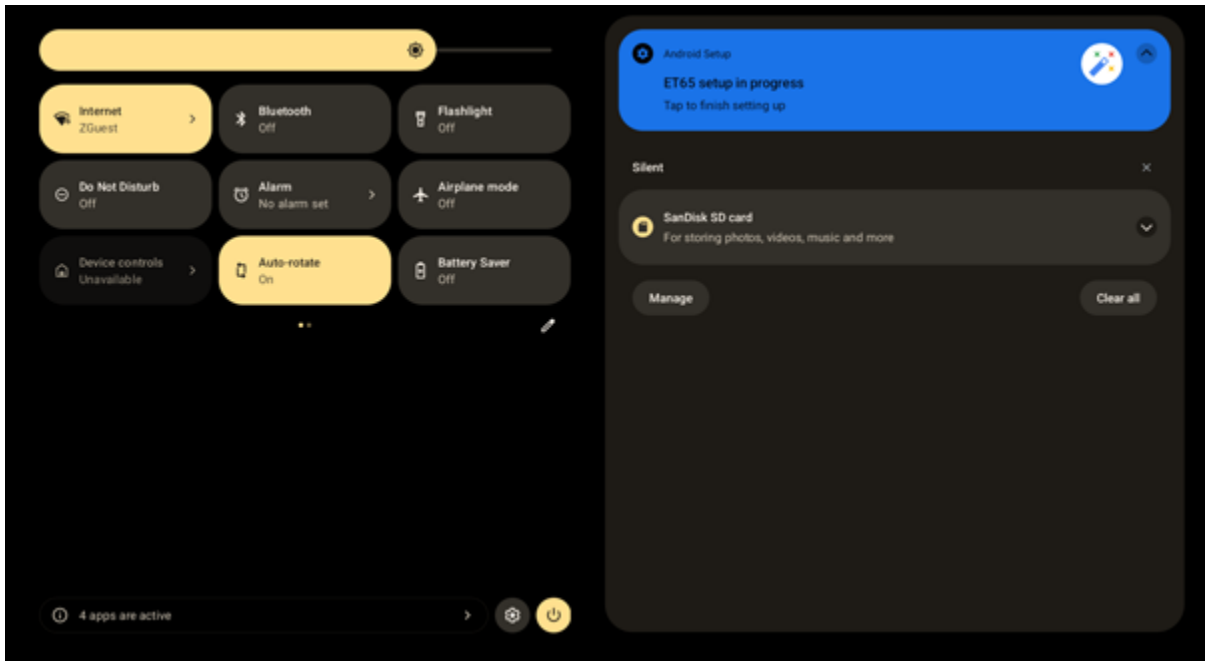 Internet
ZGuest
Bluetooth
Off
Flashlight
Off
Do Not Disturb
Off
Alarm
No alarm set
Airplane mode
Off
Device controls
Unavailable
Auto-rotate
On
Battery Saver
Off
4 apps are active
Android Setup
ET65 setup in progress
Tap to finish setting up
Silent
SanDisk SD card
For storing photos, videos, music and more
Manage
Clear all